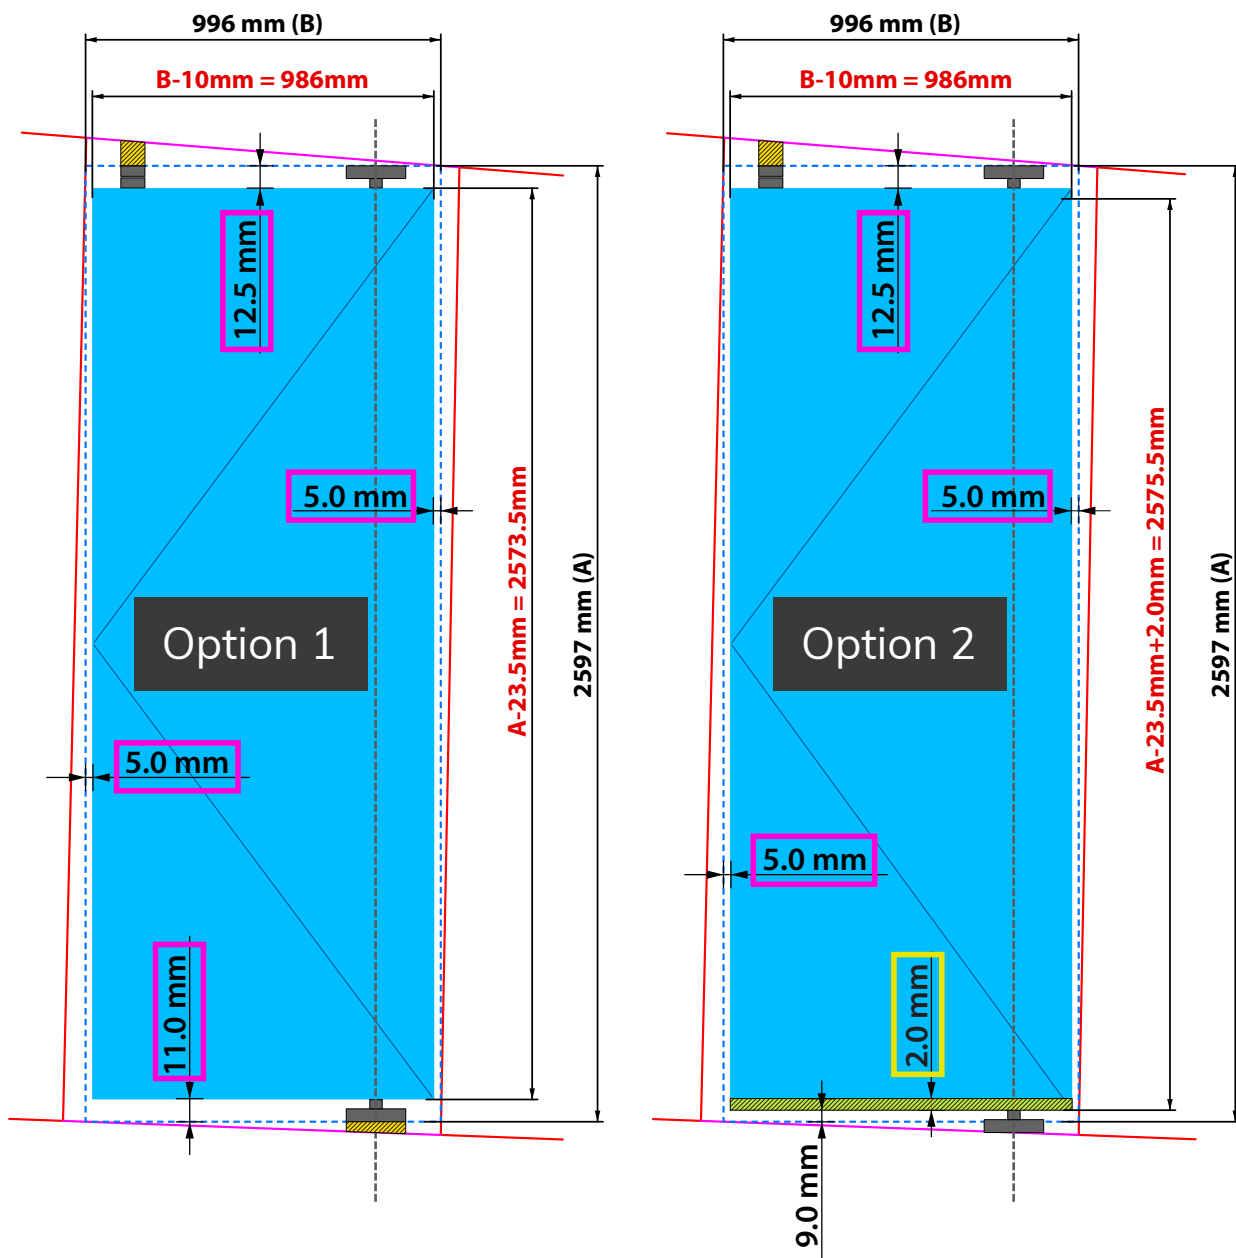 996 mm (B)
B-10mm = 986mm
12.5 mm
5.0 mm
A-23.5mm = 2573.5mm
2597 mm (A)
Option 1
5.0 mm
11.0 mm
996 mm (B)
B-10mm = 986mm
12.5 mm
5.0 mm
A-23.5mm+2.0mm = 2575.5mm
2597 mm (A)
Option 2
5.0 mm
2.0 mm
9.0 mm